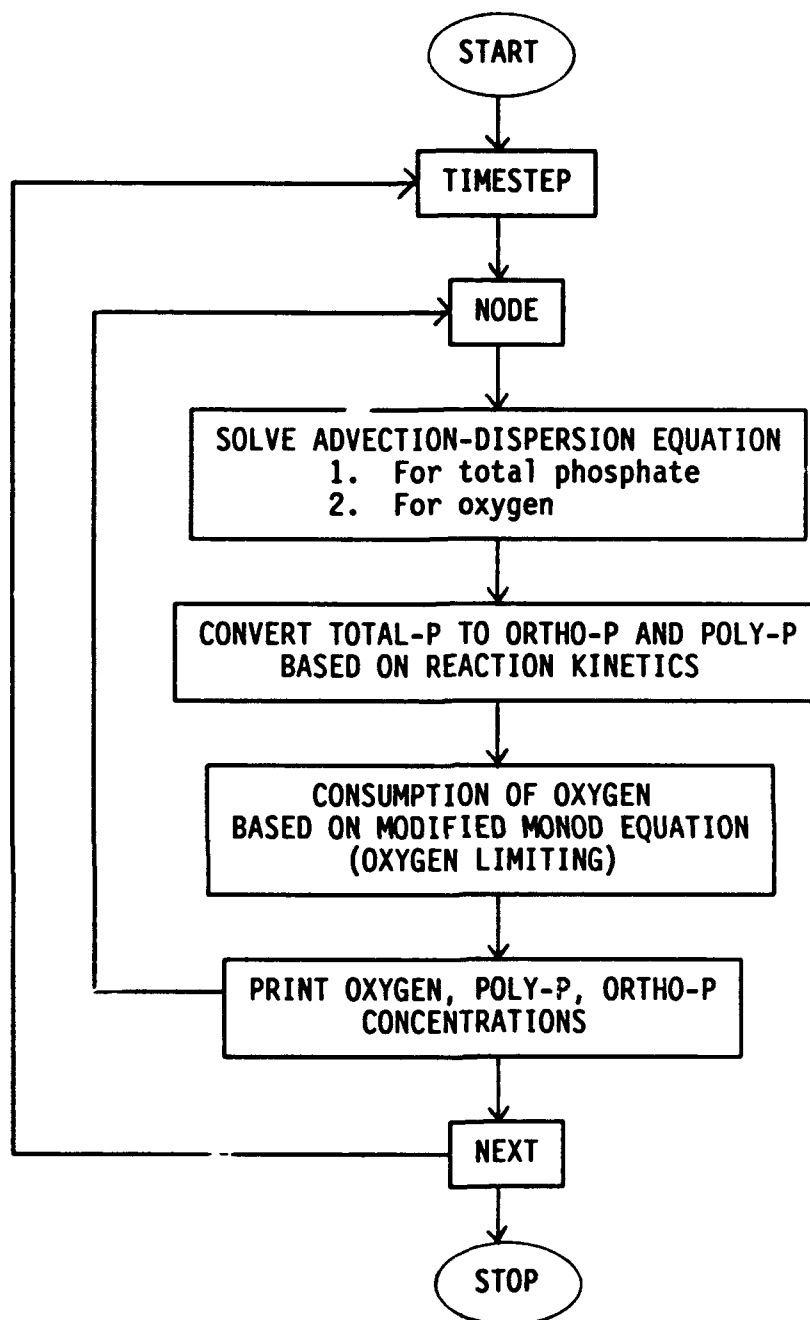 START
TIMESTEP
NODE
SOLVE ADVECTION-DISPERSION EQUATION
1. For total phosphate
2. For oxygen
CONVERT TOTAL-P TO ORTHO-P AND POLY-P
BASED ON REACTION KINETICS
CONSUMPTION OF OXYGEN
BASED ON MODIFIED MONOD EQUATION
(OXYGEN LIMITING)
PRINT OXYGEN, POLY-P, ORTHO-P
CONCENTRATIONS
NEXT
STOP